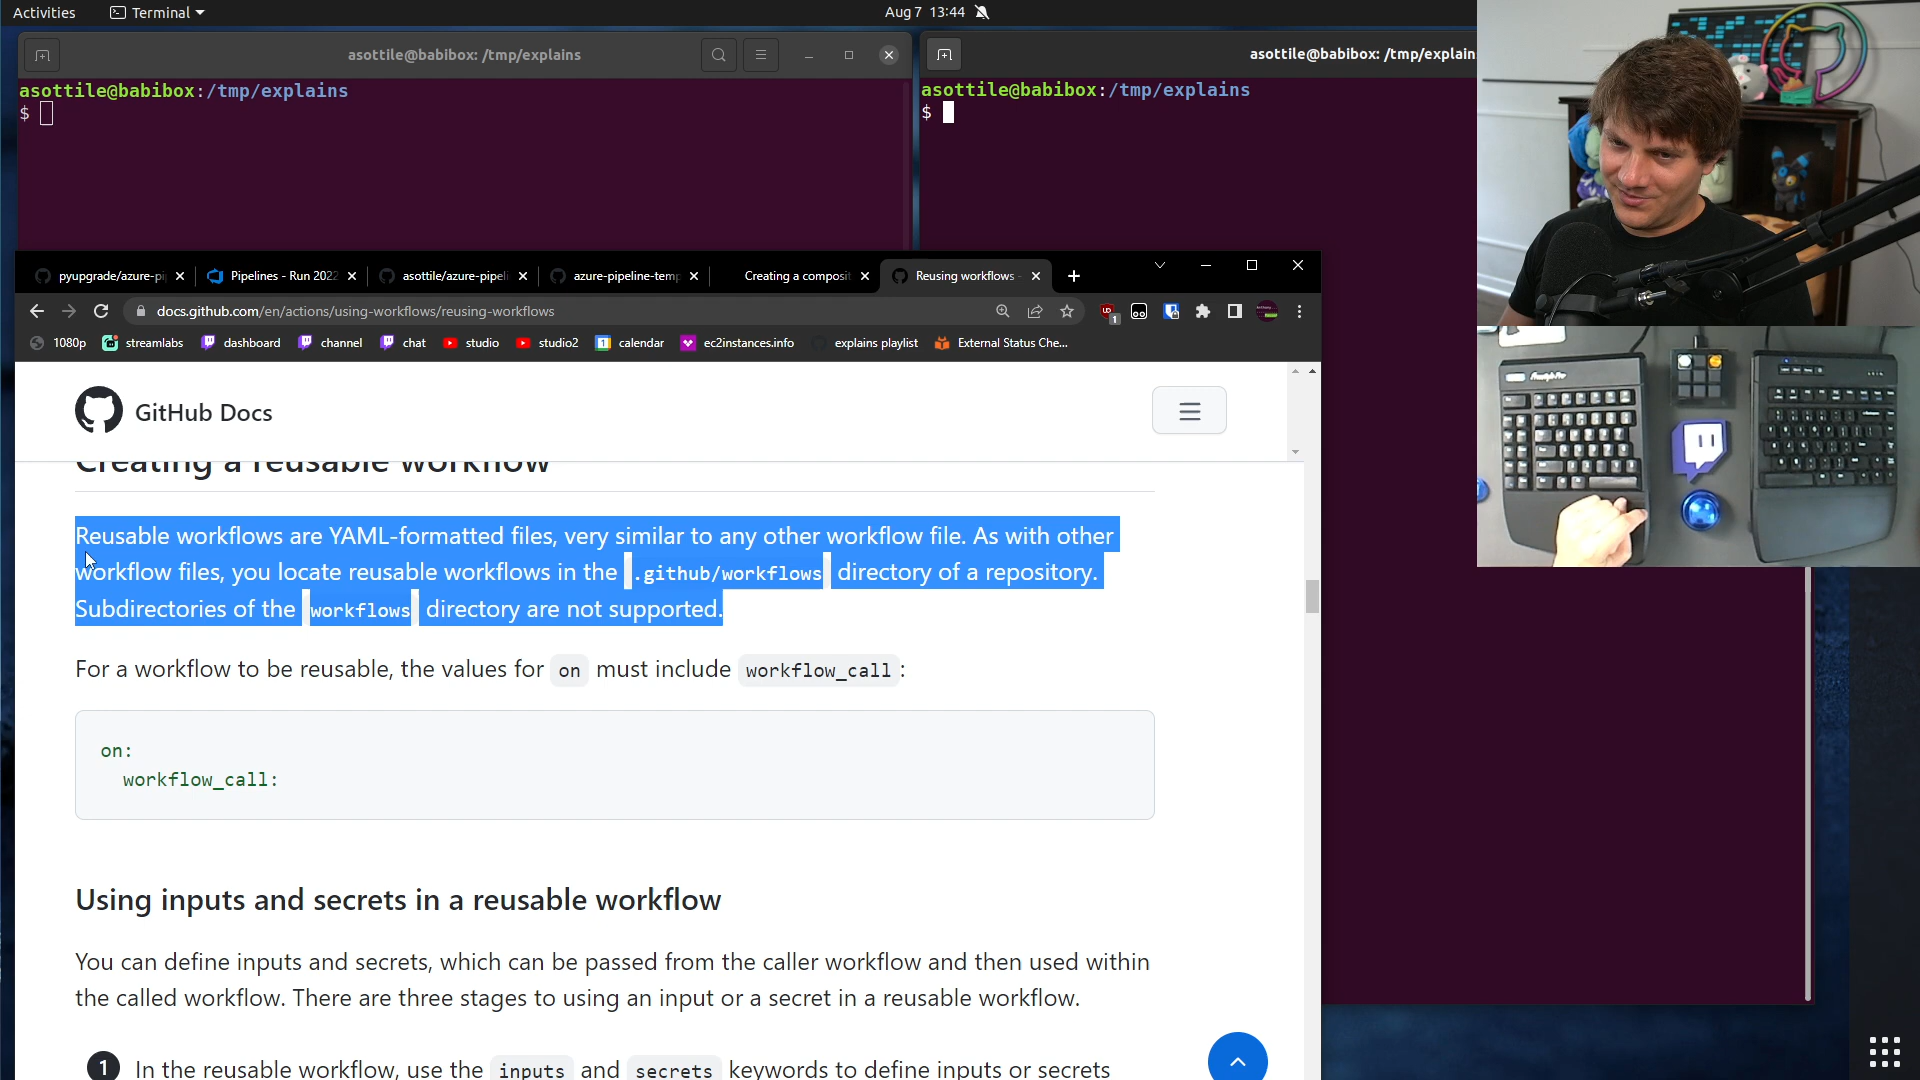 Activities
Terminal
Aug 7 13:44
asottile@babibox: /tmp/explains
asottile@babibox:/tmp/explains
$
asottile@babibox: /tmp/explain
asottile@babibox:/tmp/explains
$
pyupgrade/azure-pi
Pipelines - Run 2022
asottile/azure-pipeli
azure-pipeline-temp
Creating a composit
Reusing workflows -
docs.github.com/en/actions/using-workflows/reusing-workflows
1080p
streamlabs
dashboard
channel
chat
studio
studio2
calendar
ec2instances.info
explains playlist
External Status Che...
GitHub Docs
Creating a reusable workflow
Reusable workflows are YAML-formatted files, very similar to any other workflow file. As with other
workflow files, you locate reusable workflows in the .github/workflows directory of a repository.
Subdirectories of the workflows directory are not supported.
For a workflow to be reusable, the values for on must include workflow_call:
on:
workflow_call:
Using inputs and secrets in a reusable workflow
You can define inputs and secrets, which can be passed from the caller workflow and then used within
the called workflow. There are three stages to using an input or a secret in a reusable workflow.
1 In the reusable workflow, use the inputs and secrets keywords to define inputs or secrets